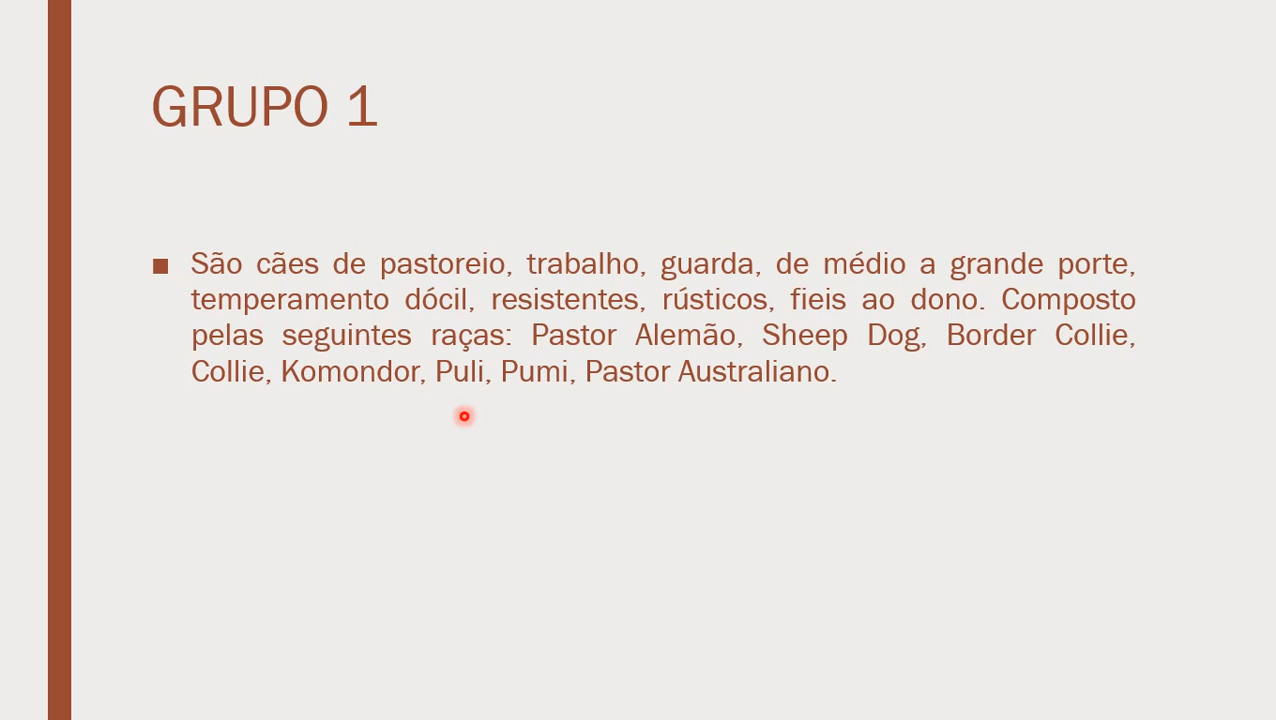 GRUPO 1
São cães de pastoreio, trabalho, guarda, de médio a grande porte,
temperamento dócil, resistentes, rústicos, fieis ao dono. Composto
pelas seguintes raças: Pastor Alemão, Sheep Dog, Border Collie,
Collie, Komondor, Puli, Pumi, Pastor Australiano.